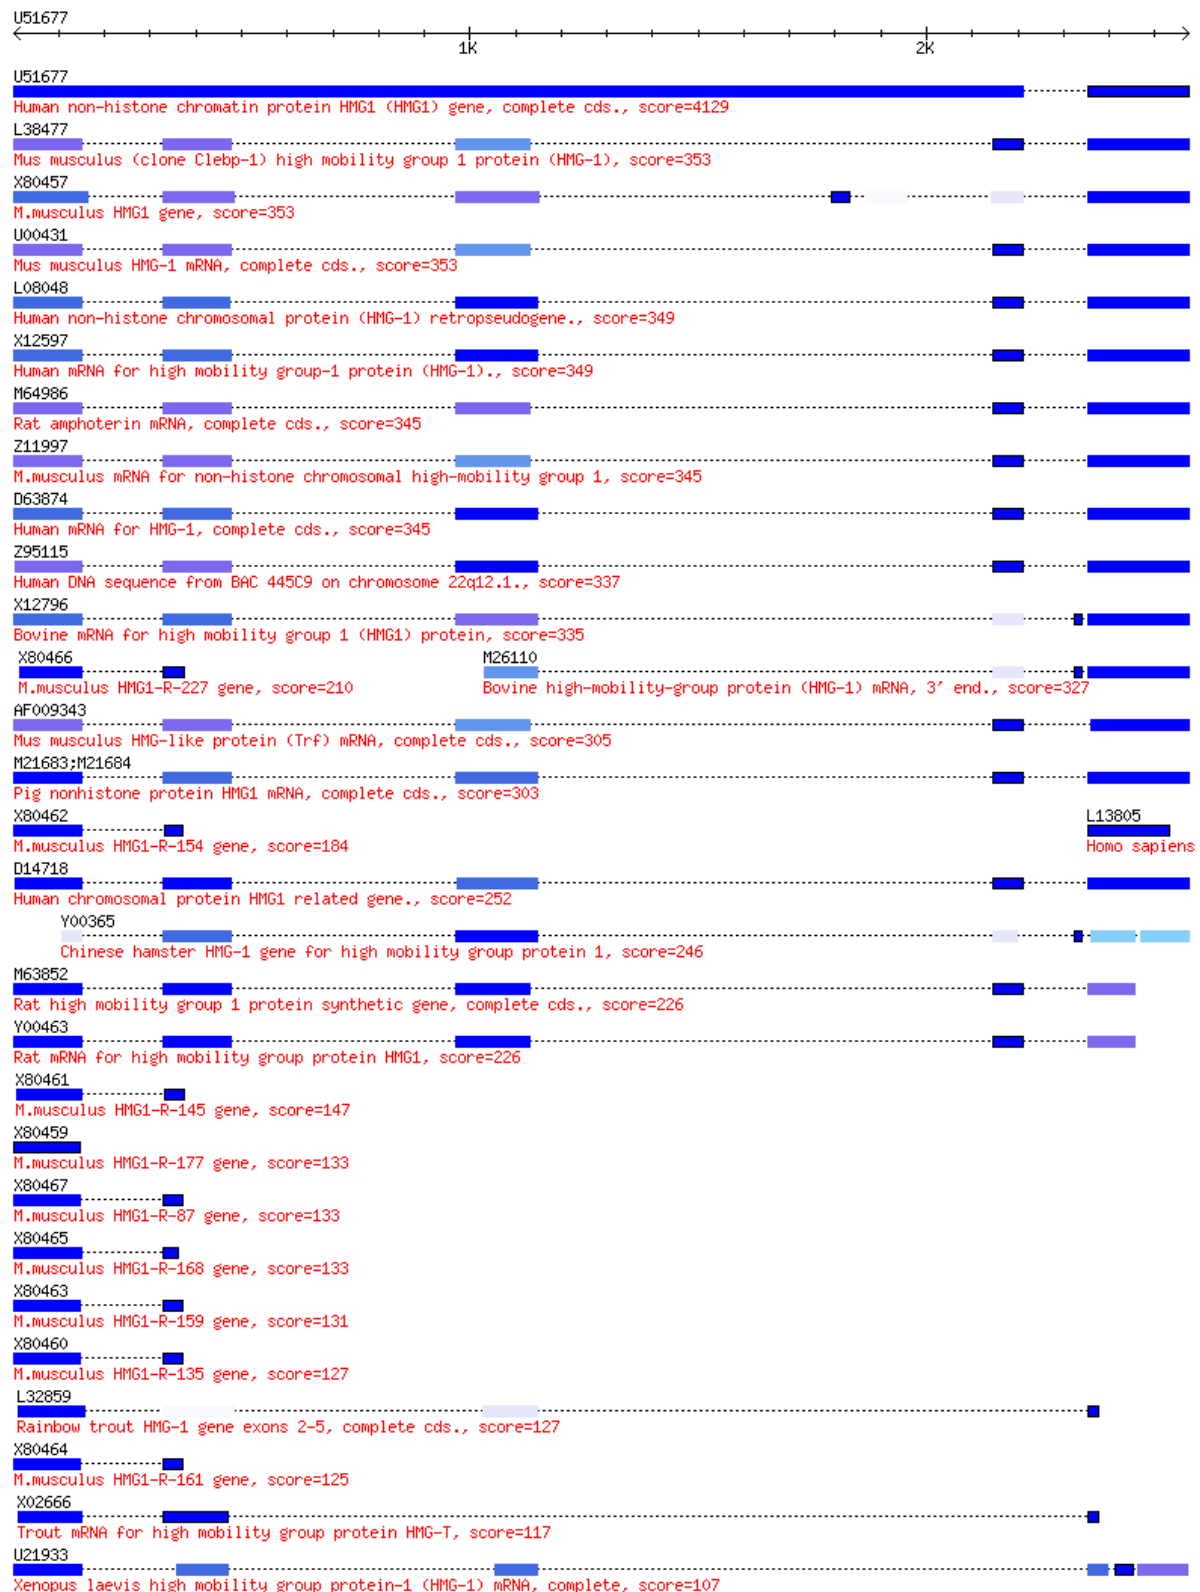 U51677
1K 2K
U51677
Human non-histone chromatin protein HMG1 (HMG1) gene, complete cds., score=4129
L38477
Mus musculus (clone Clebp-1) high mobility group 1 protein (HMG-1), score=353
X80457
M.musculus HMG1 gene, score=353
U00431
Mus musculus HMG-1 mRNA, complete cds., score=353
L08048
Human non-histone chromosomal protein (HMG-1) retropseudogene., score=349
X12597
Human mRNA for high mobility group-1 protein (HMG-1)., score=349
M64986
Rat amphoterin mRNA, complete cds., score=345
Z11997
M.musculus mRNA for non-histone chromosomal high-mobility group 1, score=345
D63874
Human mRNA for HMG-1, complete cds., score=345
Z95115
Human DNA sequence from BAC 445C9 on chromosome 22q12.1., score=337
X12796
Bovine mRNA for high mobility group 1 (HMG1) protein, score=335
X80466 M26110
M.musculus HMG1-R-227 gene, score=210 Bovine high-mobility-group protein (HMG-1) mRNA, 3' end., score=327
AF009343
Mus musculus HMG-like protein (Trf) mRNA, complete cds., score=305
M21683;M21684
Pig nonhistone protein HMG1 mRNA, complete cds., score=303
X80462 L13805
M.musculus HMG1-R-154 gene, score=184 Homo sapiens
D14718
Human chromosomal protein HMG1 related gene., score=252
Y00365
Chinese hamster HMG-1 gene for high mobility group protein 1, score=246
M63852
Rat high mobility group 1 protein synthetic gene, complete cds., score=226
Y00463
Rat mRNA for high mobility group protein HMG1, score=226
X80461
M.musculus HMG1-R-145 gene, score=147
X80459
M.musculus HMG1-R-177 gene, score=133
X80467
M.musculus HMG1-R-87 gene, score=133
X80465
M.musculus HMG1-R-168 gene, score=133
X80463
M.musculus HMG1-R-159 gene, score=131
X80460
M.musculus HMG1-R-135 gene, score=127
L32859
Rainbow trout HMG-1 gene exons 2-5, complete cds., score=127
X80464
M.musculus HMG1-R-161 gene, score=125
X02666
Trout mRNA for high mobility group protein HMG-T, score=117
U21933
Xenopus laevis high mobility group protein-1 (HMG-1) mRNA, complete, score=107